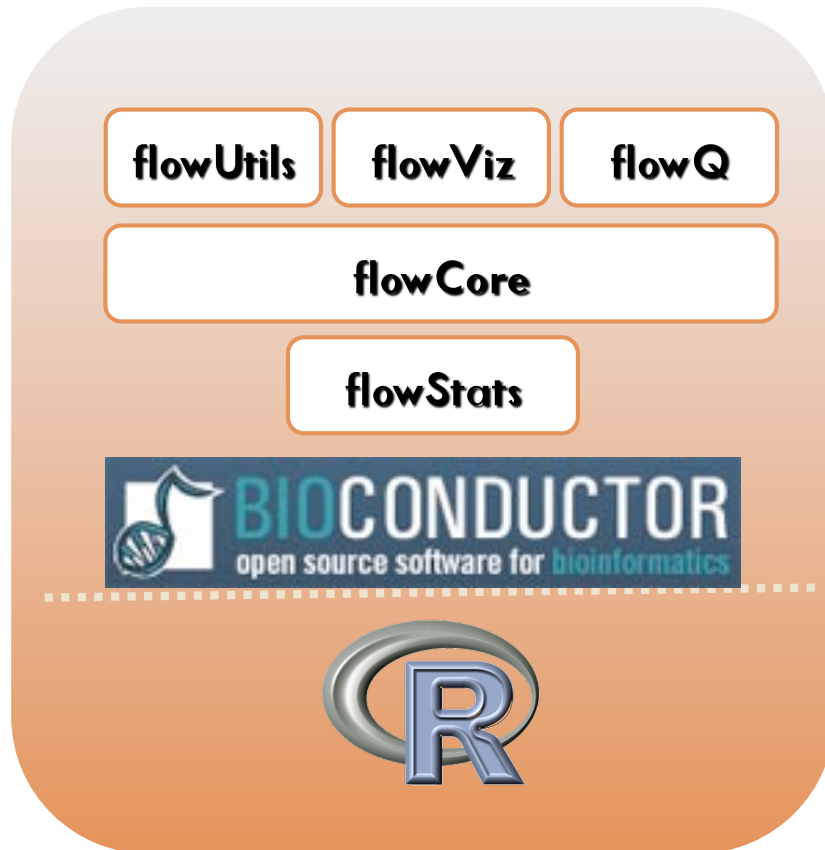 flowUtils flowViz flowQ
flowCore
flowStats
BIOCONDUCTOR
open source software for bioinformatics
R